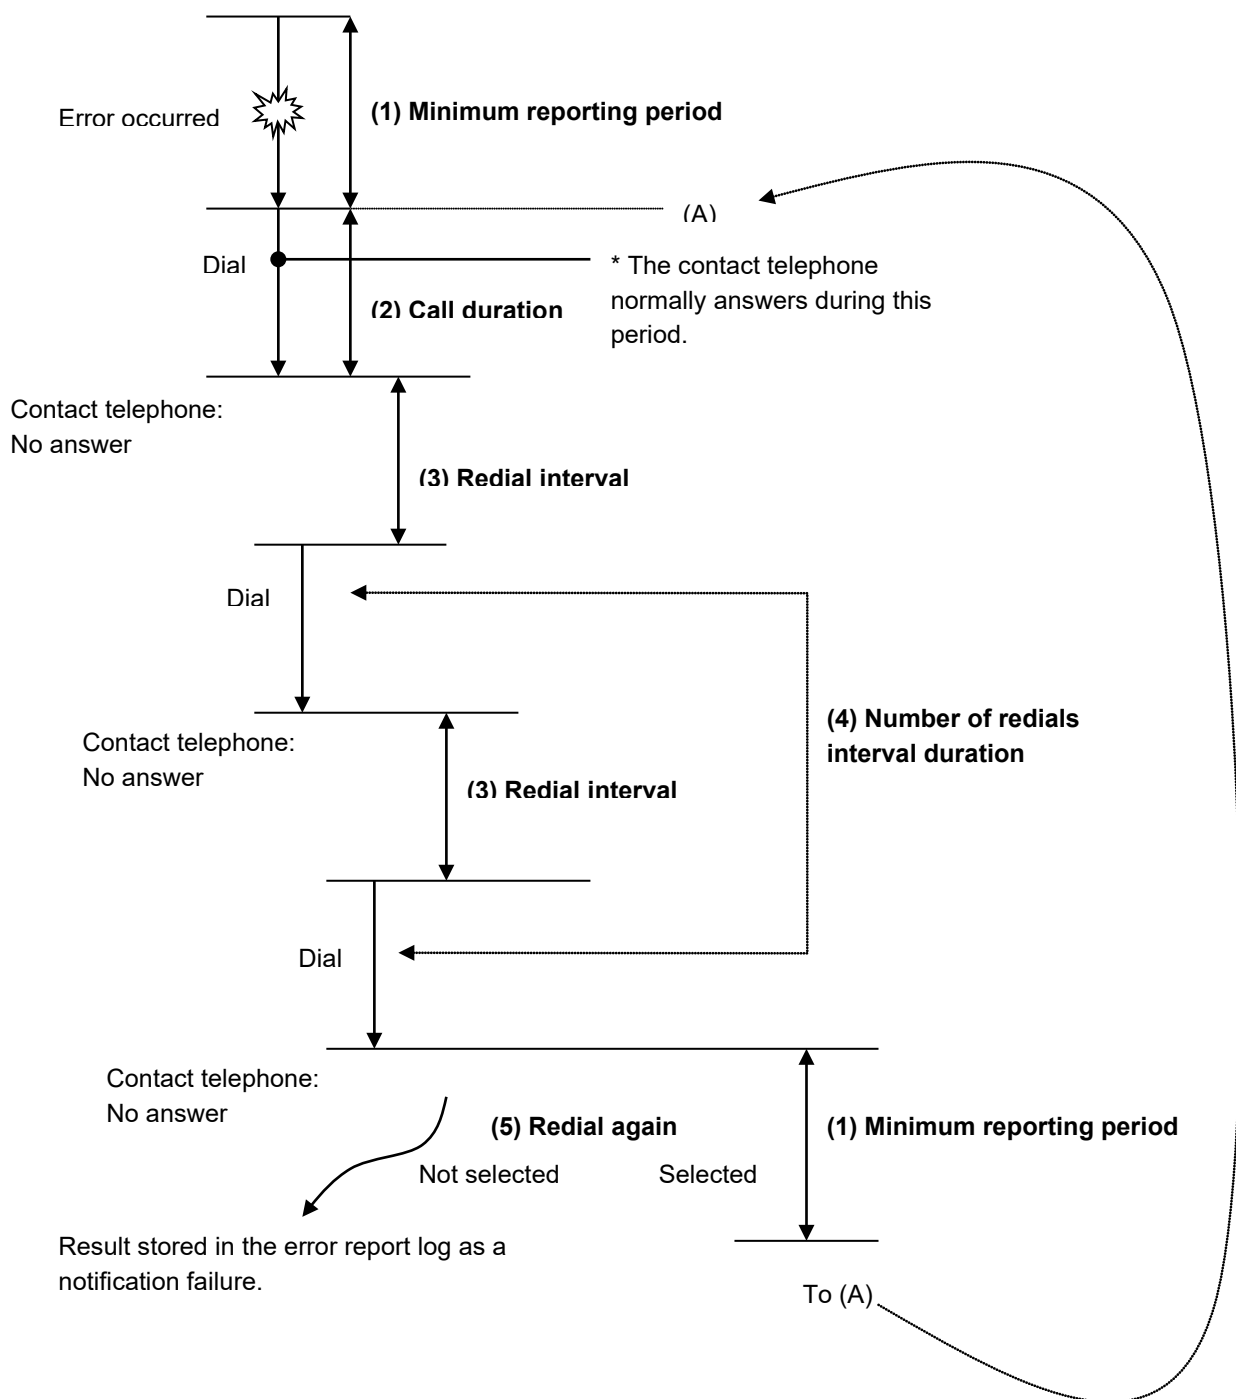 Error occurred
(1) Minimum reporting period
(A)
Dial
* The contact telephone
normally answers during this
period.
(2) Call duration
Contact telephone:
No answer
(3) Redial interval
Dial
(4) Number of redials
interval duration
Contact telephone:
No answer
(3) Redial interval
Dial
Contact telephone:
No answer
(5) Redial again
(1) Minimum reporting period
Not selected
Selected
Result stored in the error report log as a
notification failure.
To (A)